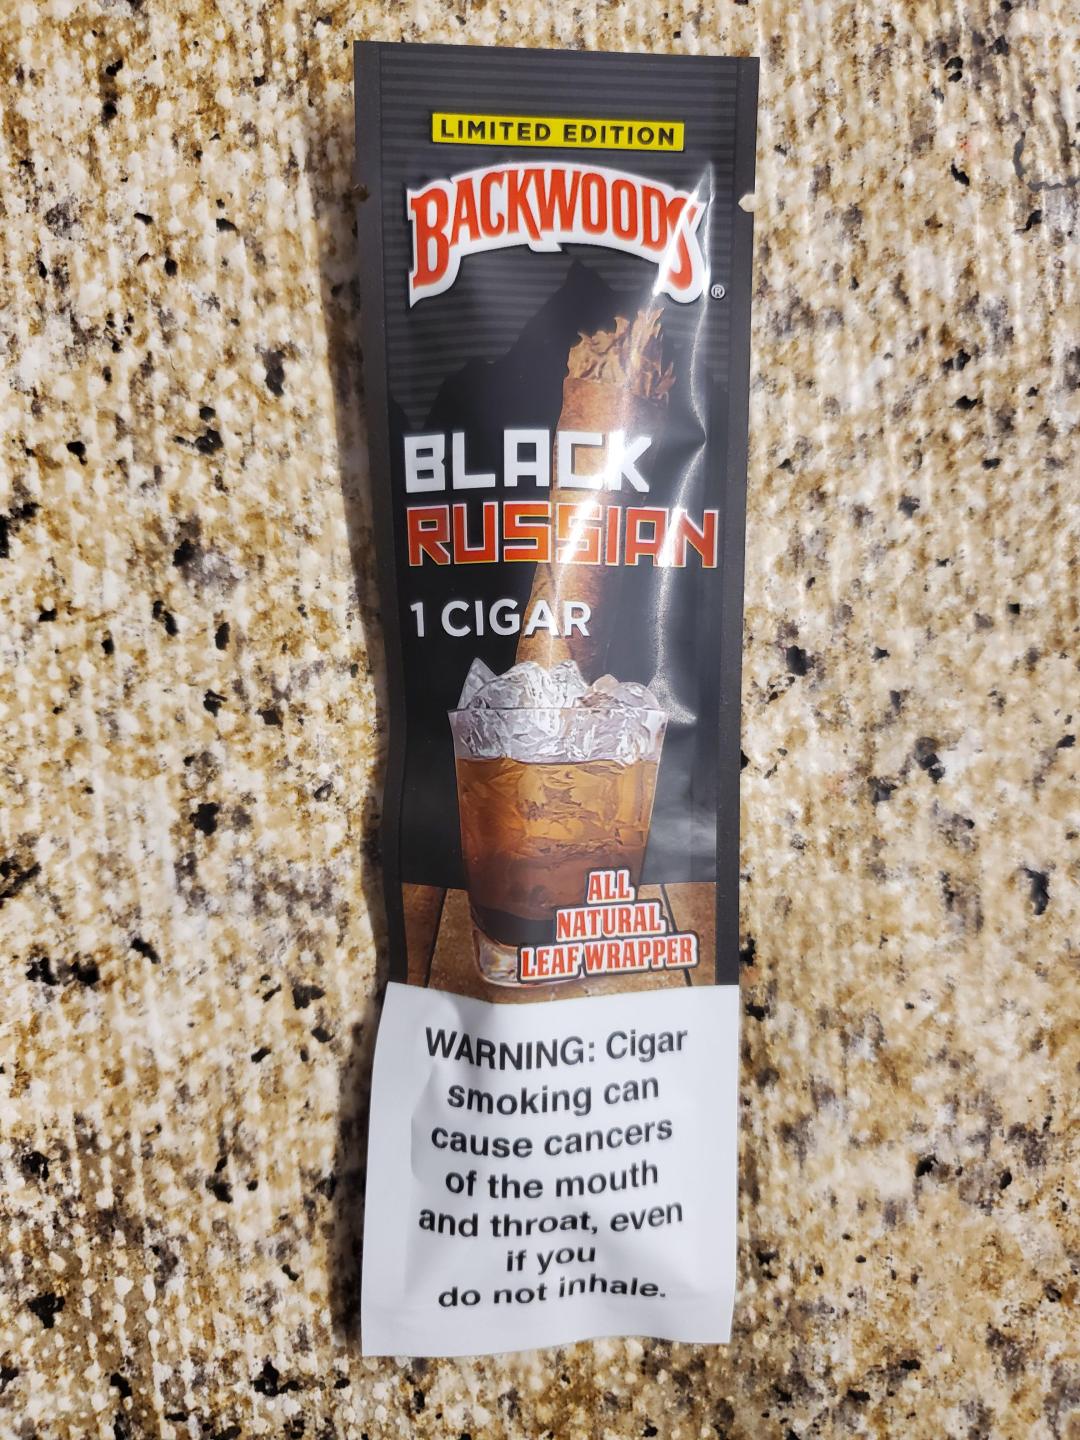 LIMITED EDITION
BACKWOODS®
BLACK
RUSSIAN
1 CIGAR
ALL
NATURAL
LEAF WRAPPER
WARNING: Cigar
smoking can
cause cancers
of the mouth
and throat, even
if you
do not inhale.